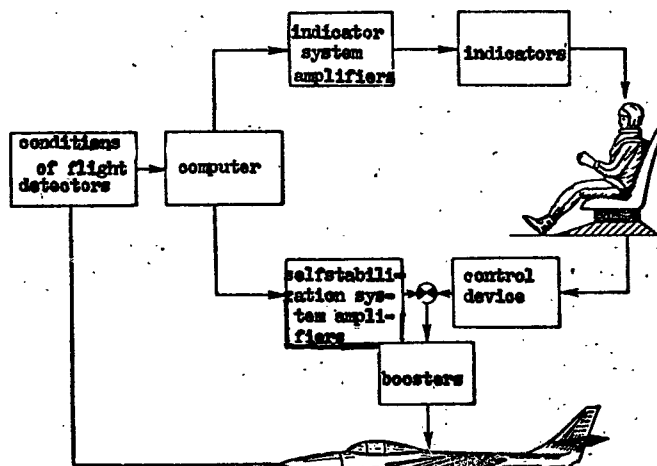 indicator
system
amplifiers
indicators
conditions
of flight
detectors
computer
selfstabili-
zation sys-
tem ampli-
fiers
control
device
boosters